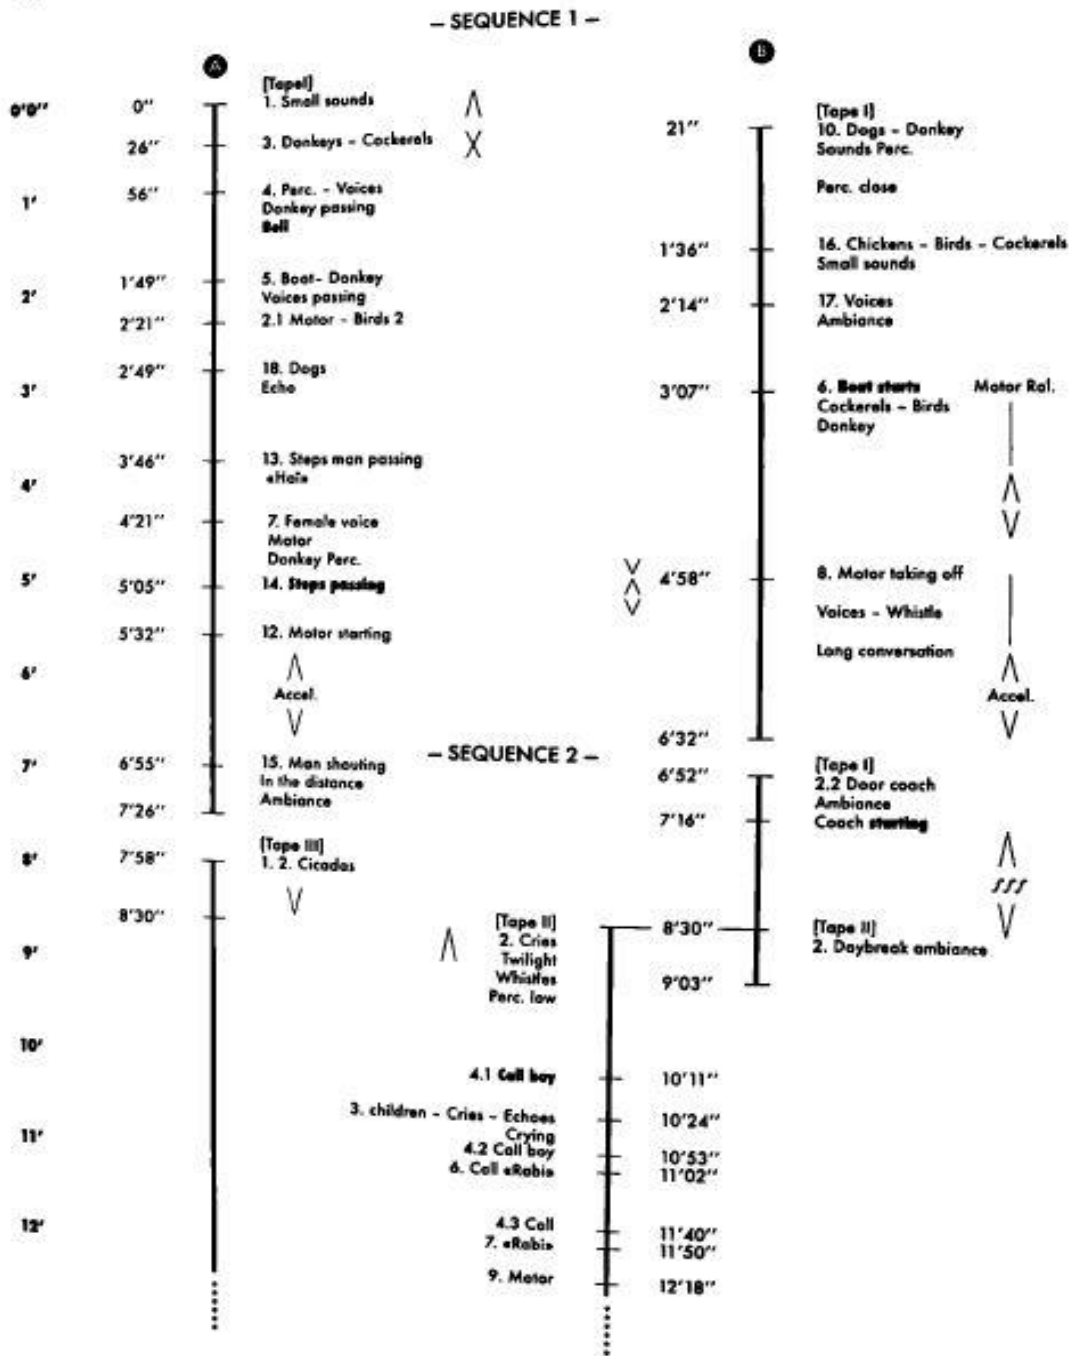 – SEQUENCE 1 –
A
B
[TapeI]
0'0"
0"
1. Small sounds
[Tape I]
21"
10. Dogs – Donkey
Sounds Perc.
26"
3. Donkeys – Cockerels
Perc. close
1'
56"
4. Perc. – Voices
Donkey passing
Bell
1'36"
16. Chickens – Birds – Cockerels
Small sounds
2'
1'49"
5. Boat– Donkey
Voices passing
2'14"
17. Voices
Ambiance
2'21"
2.1 Motor – Birds 2
2'49"
18. Dogs
Echo
3'
3'07"
6. Boat starts
Motor Ral.
Cockerels – Birds
Donkey
3'46"
13. Steps man passing
«Haï»
4'
4'21"
7. Female voice
Motor
Donkey Perc.
5'
5'05"
14. Steps passing
4'58"
8. Motor taking off
Voices – Whistle
5'32"
12. Motor starting
Long conversation
6'
Accel.
Accel.
6'32"
– SEQUENCE 2 –
7'
6'55"
15. Man shouting
In the distance
Ambiance
6'52"
[Tape I]
2.2 Door coach
Ambiance
7'16"
Coach starting
7'26"
[Tape III]
8'
7'58"
1. 2. Cicadas
8'30"
[Tape II]
2. Cries
Twilight
Whistles
Perc. low
8'30"
[Tape II]
2. Daybreak ambiance
9'
9'03"
10'
4.1 Call boy
10'11"
3. children – Cries – Echoes
Crying
10'24"
11'
4.2 Call boy
10'53"
6. Call «Rabi»
11'02"
12'
4.3 Call
11'40"
7. «Rabi»
11'50"
9. Motor
12'18"